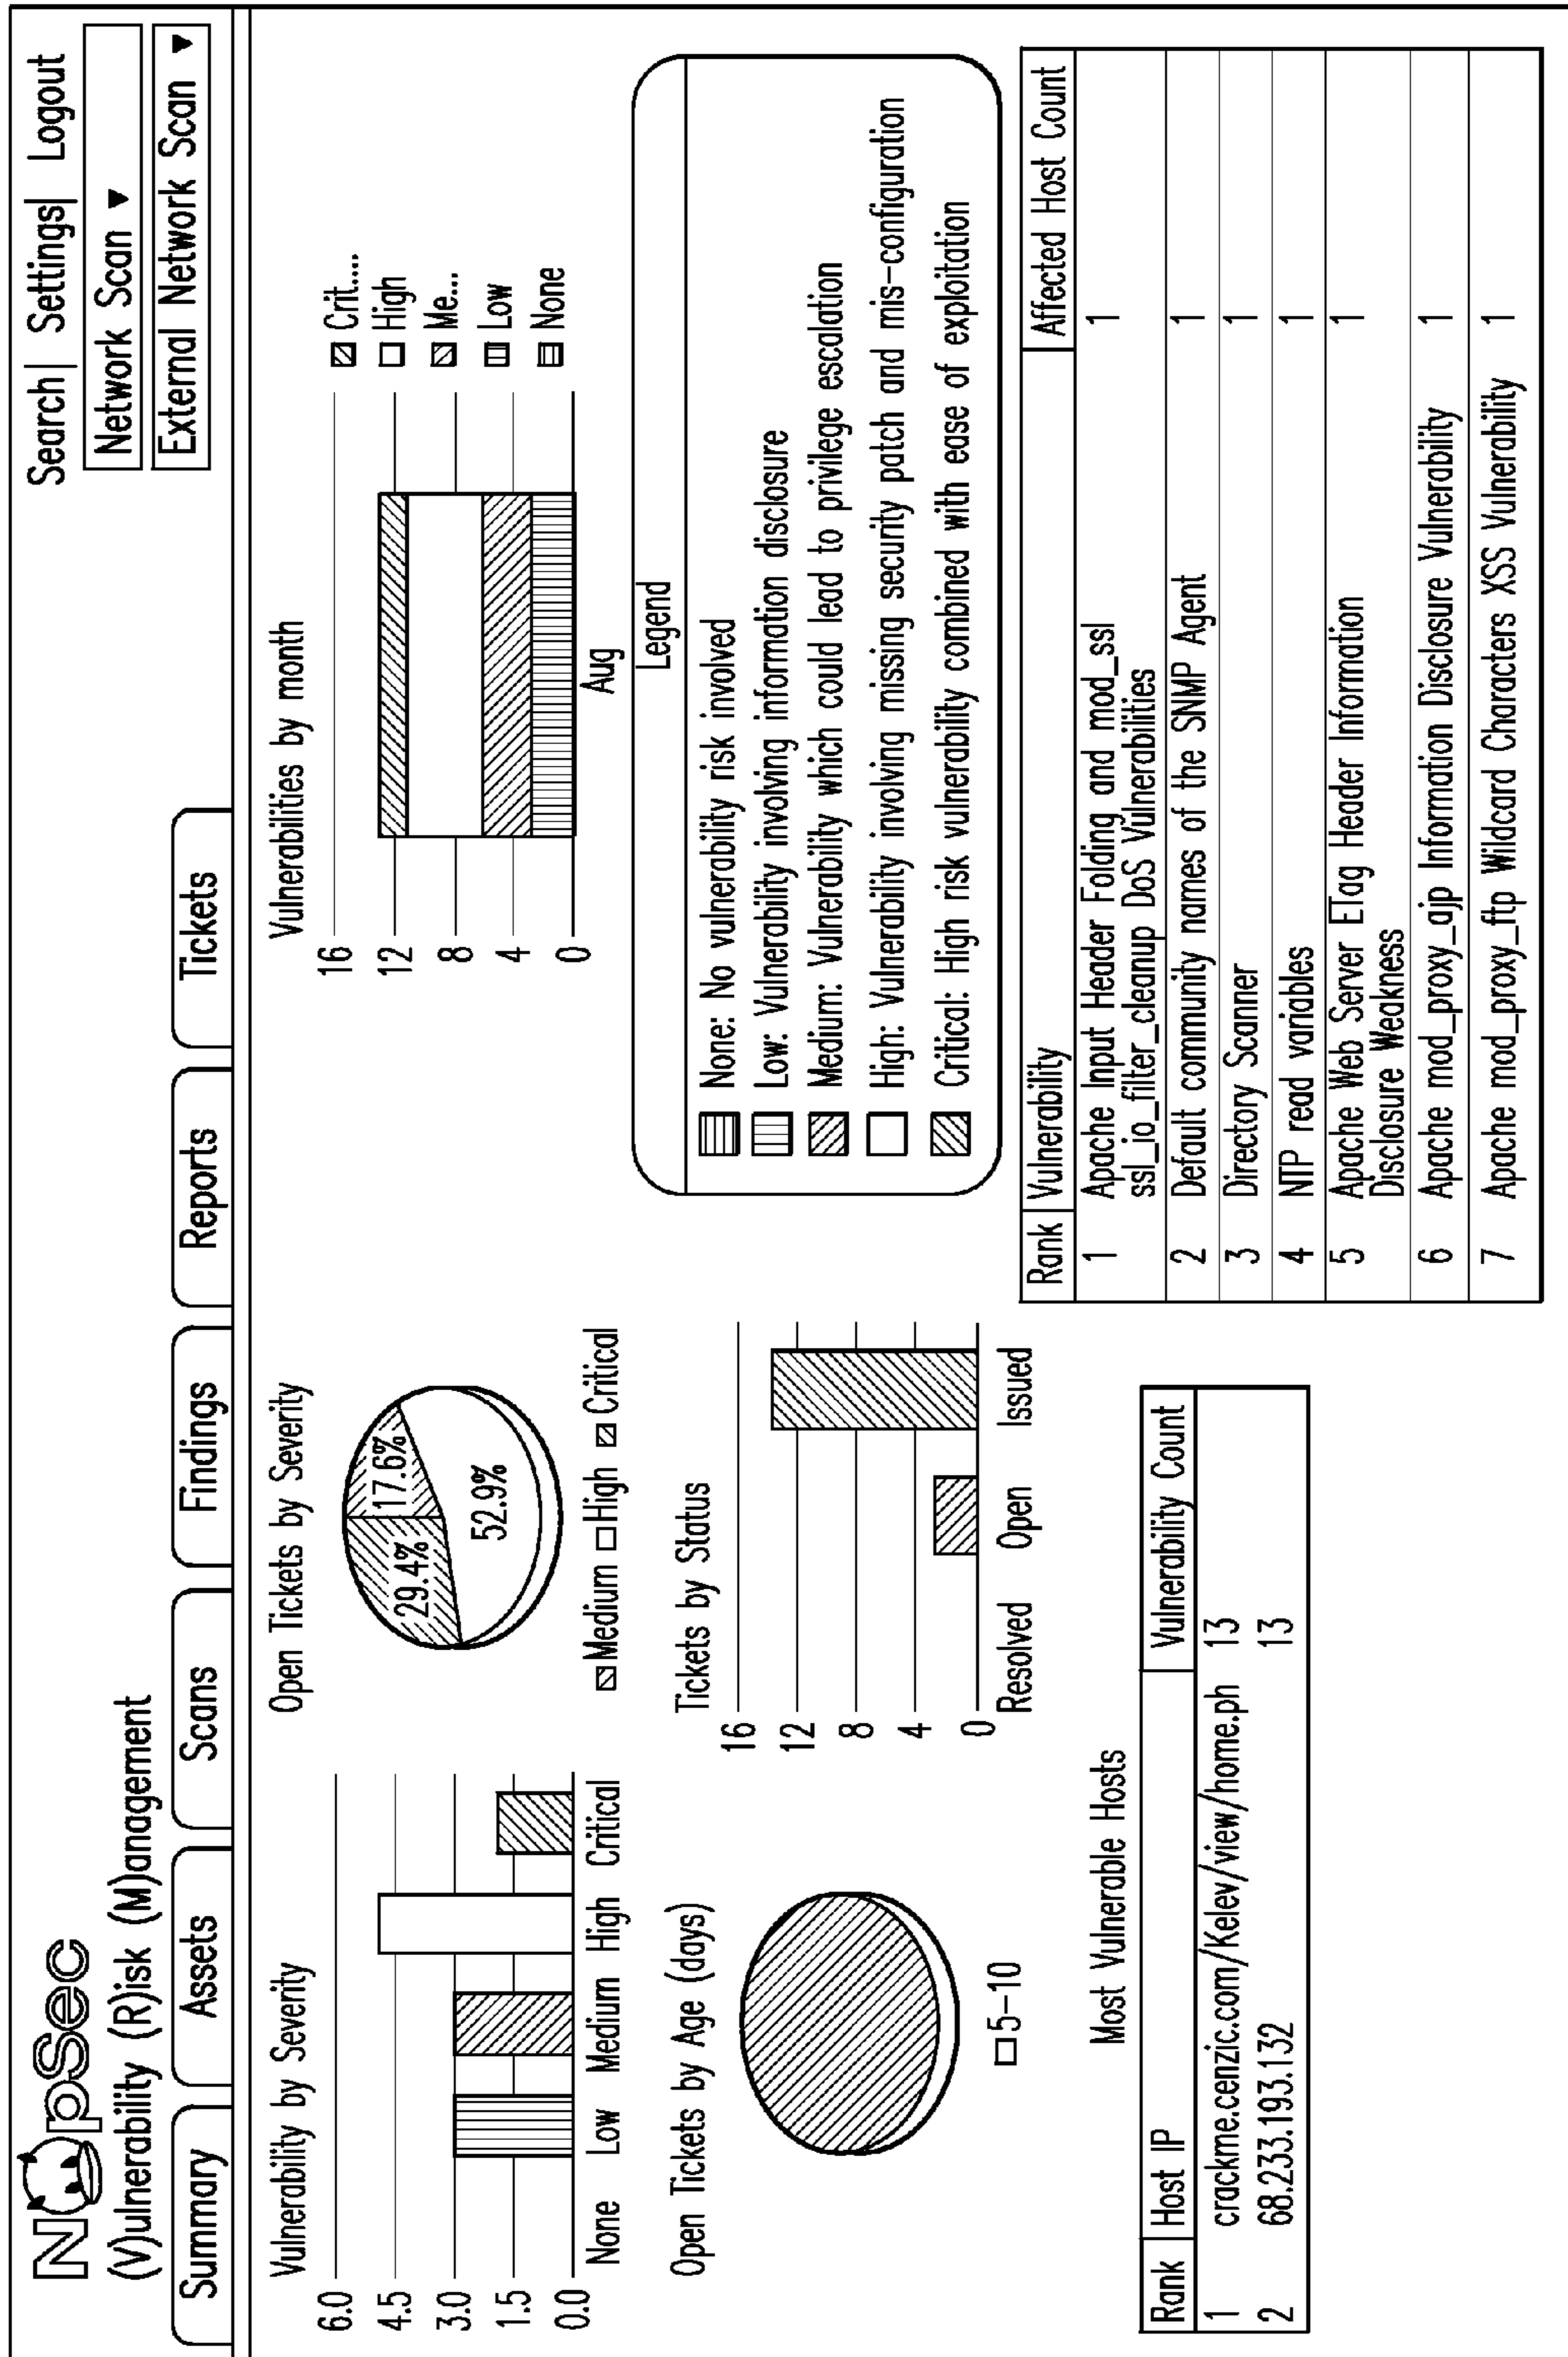 NopSec
(V)ulnerability (R)isk (M)anagement
Search | Settings| Logout
Network Scan ▼
External Network Scan ▼
Summary
Assets
Scans
Findings
Reports
Tickets
Vulnerability by Severity
6.0
4.5
3.0
1.5
0.0
None Low Medium High Critical
Open Tickets by Severity
29.4%
17.6%
52.9%
Medium High Critical
Vulnerabilities by month
16
12
8
4
0
Aug
Crit....
High
Me...
Low
None
Open Tickets by Age (days)
5-10
Tickets by Status
16
12
8
4
0
Resolved Open Issued
Legend
None: No vulnerability risk involved
Low: Vulnerability involving information disclosure
Medium: Vulnerability which could lead to privilege escalation
High: Vulnerability involving missing security patch and mis-configuration
Critical: High risk vulnerability combined with ease of exploitation
Most Vulnerable Hosts
Rank Host IP Vulnerability Count
1 crackme.cenzic.com/Kelev/view/home.ph 13
2 68.233.193.132 13
Rank Vulnerability Affected Host Count
1 Apache Input Header Folding and mod_ssl 1
ssl_io_filter_cleanup DoS Vulnerabilities
2 Default community names of the SNMP Agent 1
3 Directory Scanner 1
4 NTP read variables 1
5 Apache Web Server ETag Header Information 1
Disclosure Weakness
6 Apache mod_proxy_ajp Information Disclosure Vulnerability 1
7 Apache mod_proxy_ftp Wildcard Characters XSS Vulnerability 1